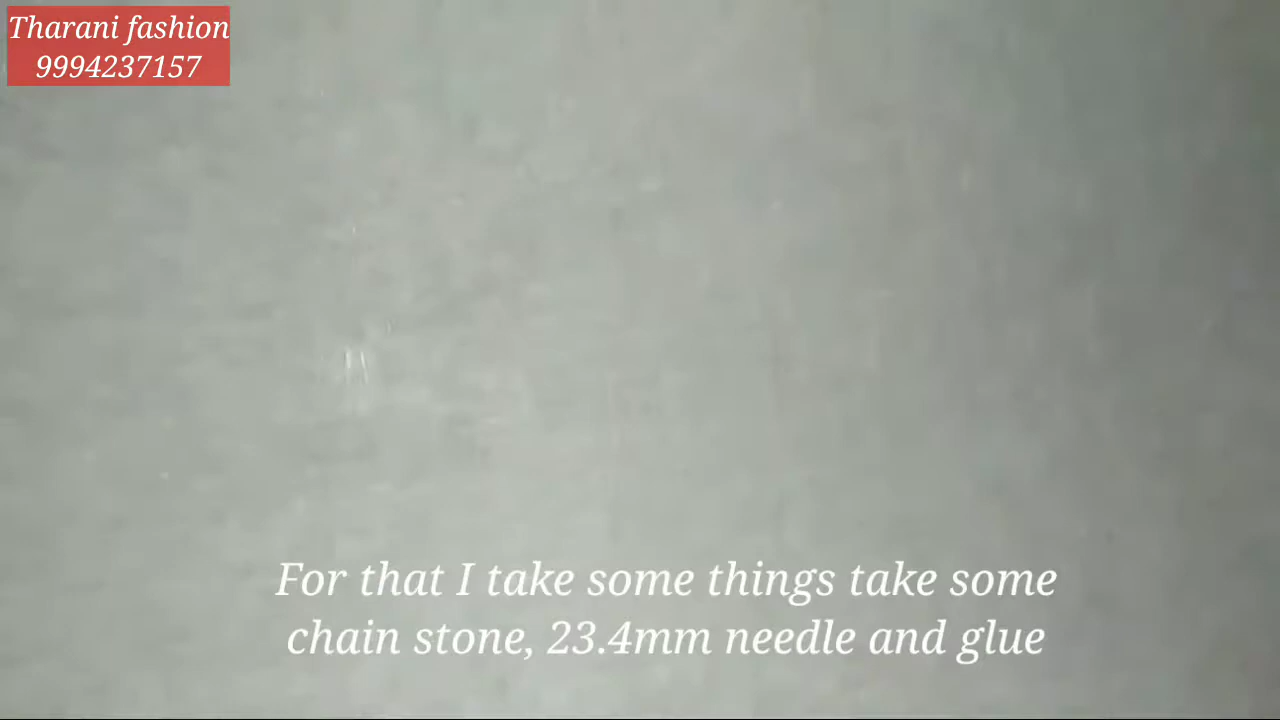 Tharani fashion
9994237157
For that I take some things take some
chain stone, 23.4mm needle and glue